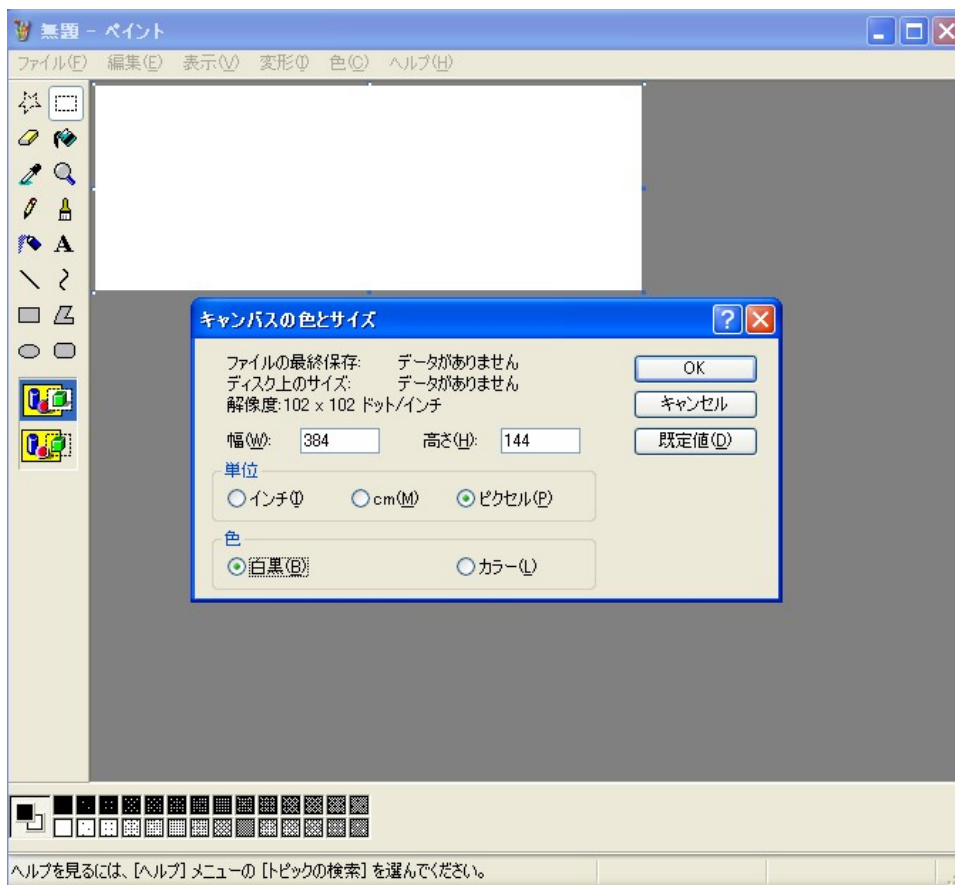 無題 - ペイント
ファイル(F) 編集(E) 表示(V) 変形(I) 色(C) ヘルプ(H)
A
キャンバスの色とサイズ
ファイルの最終保存: データがありません
ディスク上のサイズ: データがありません
解像度:102 x 102 ドット/インチ
OK
キャンセル
幅(W): 384 高さ(H): 144
既定値(D)
単位
インチ(I) cm(M) ピクセル(P)
色
白黒(B) カラー(L)
ヘルプを見るには、[ヘルプ] メニューの [トピックの検索] を選んでください。